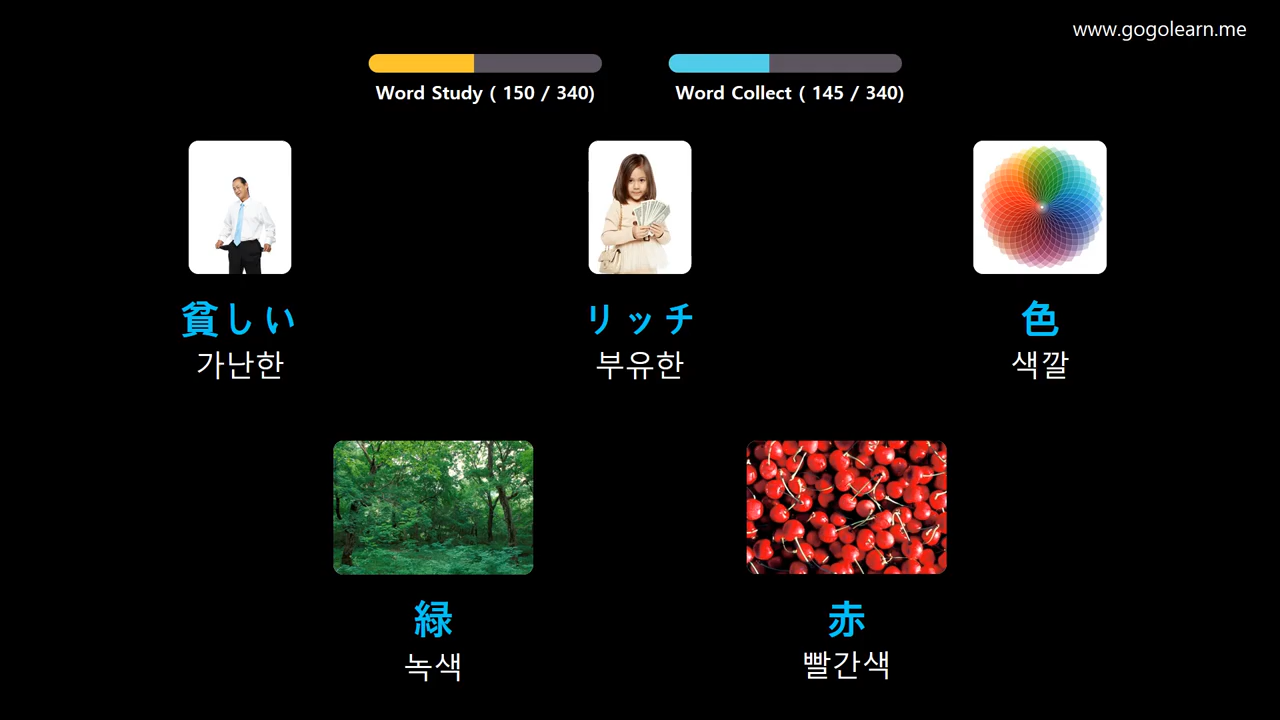 www.gogolearn.me
Word Study ( 150 / 340)
Word Collect ( 145 / 340)
貧しい
가난한
リッチ
부유한
色
색깔
緑
녹색
赤
빨간색